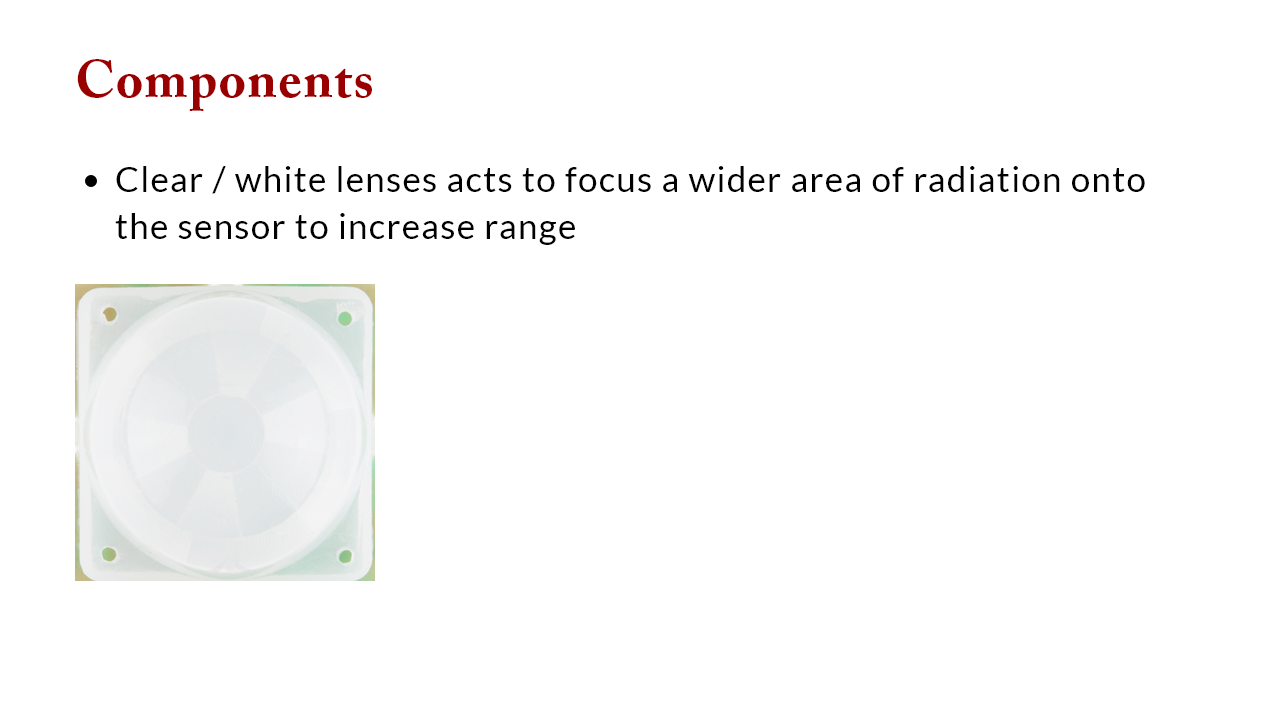 Components
• Clear / white lenses acts to focus a wider area of radiation onto
the sensor to increase range